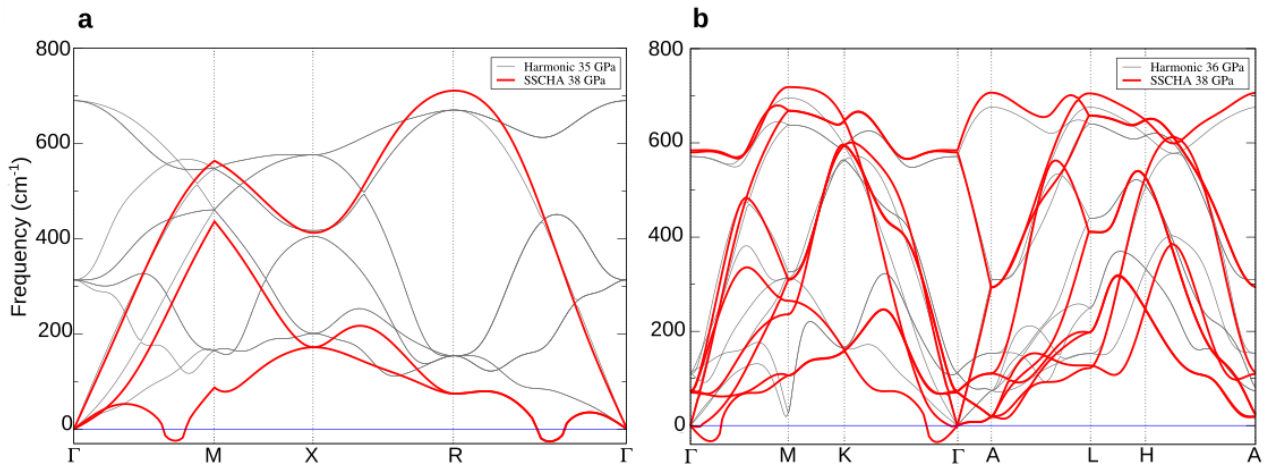 a
Frequency (cm⁻¹)
800
600
400
200
0
Harmonic 35 GPa
SSCHA 38 GPa
Γ M X R Γ
b
800
600
400
200
0
Harmonic 36 GPa
SSCHA 38 GPa
Γ M K Γ A L H A